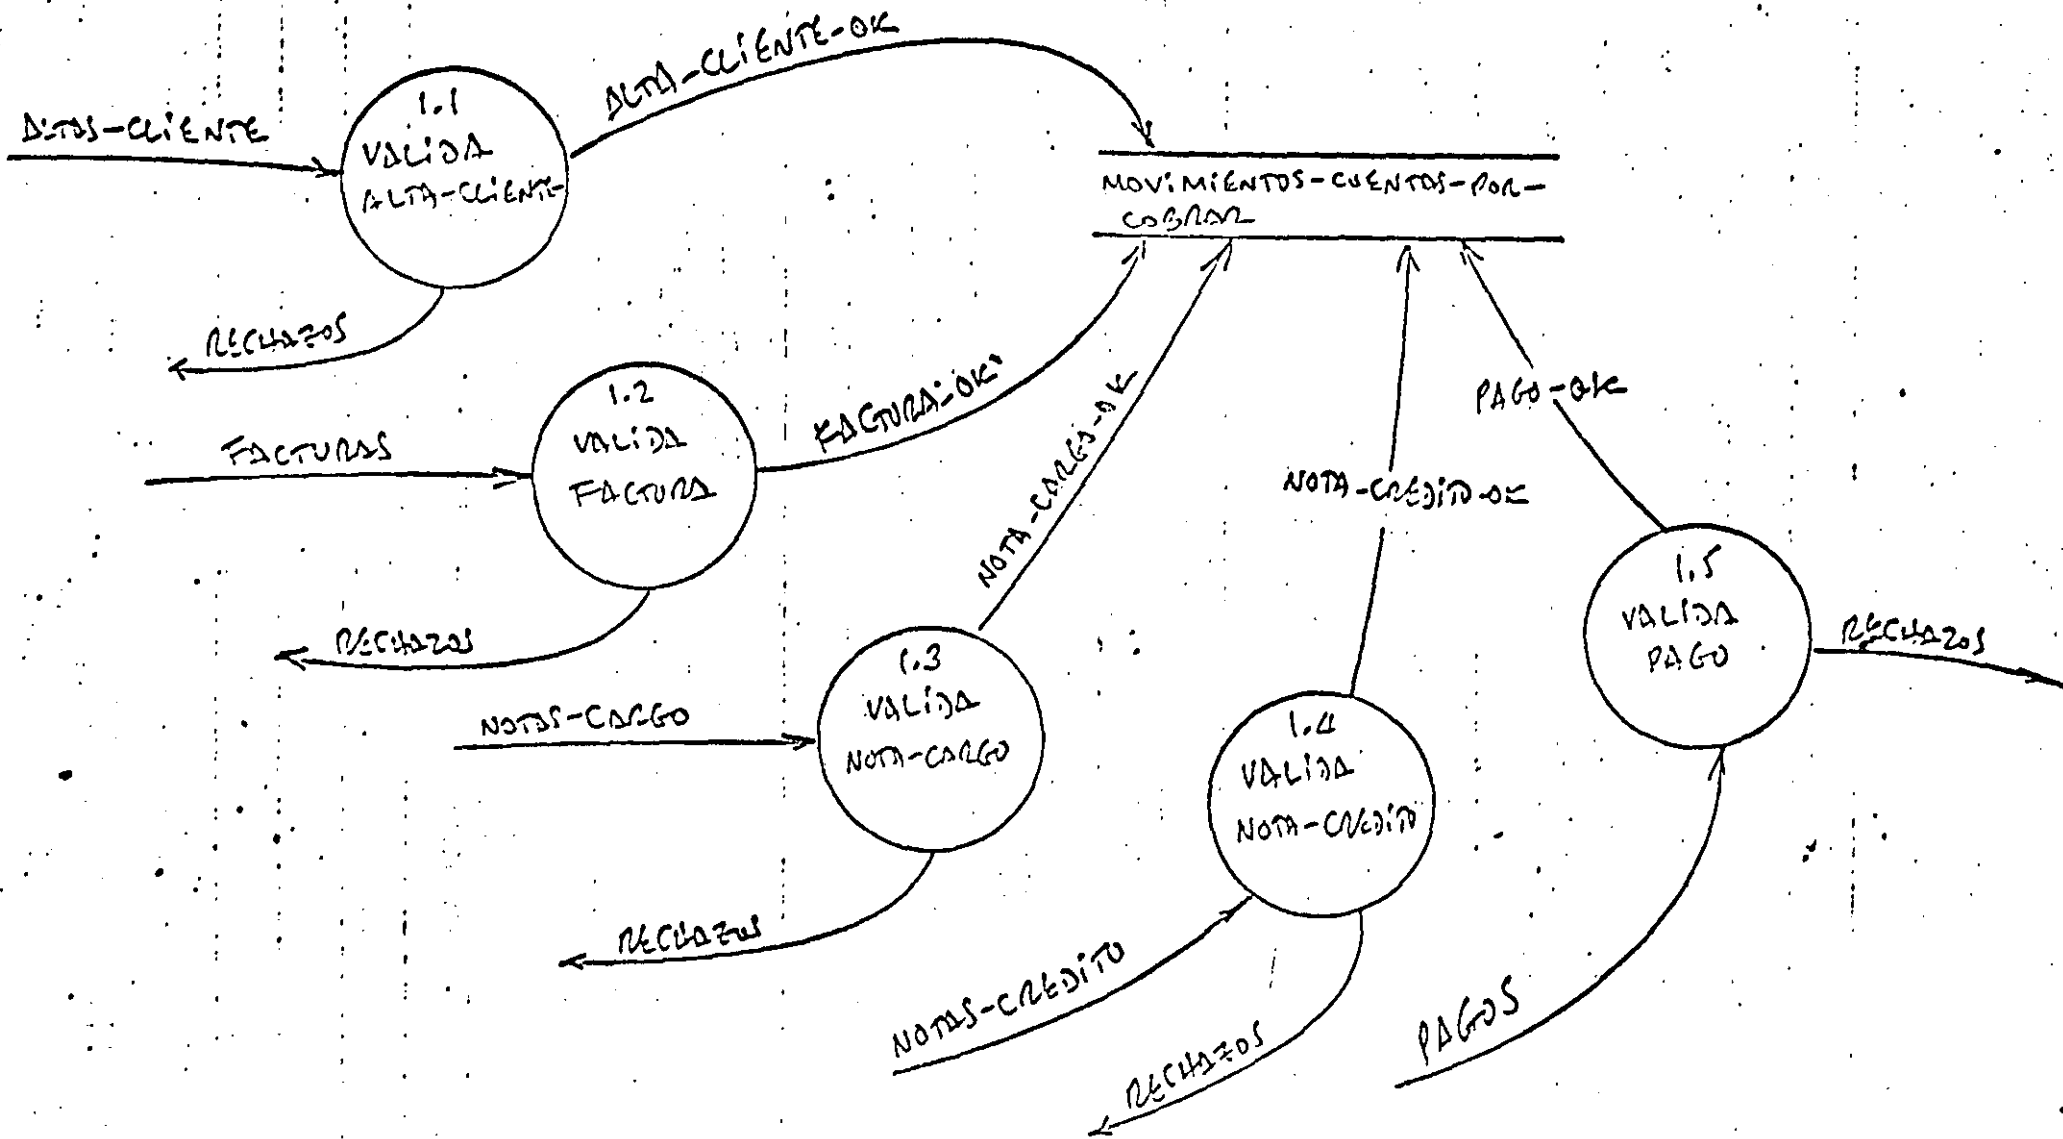 ALTA-CLIENTE-OK
ALTAS-CLIENTE
1.1
VALIDA
ALTA-CLIENTE
MOVIMIENTOS-CUENTAS-POR-
COBRAR
RECHAZOS
1.2
VALIDA
FACTURA
FACTURAS
FACTURA-OK
RECHAZOS
NOTA-CARGO-OK
PAGO-OK
NOTA-CREDITO-OK
1.3
VALIDA
NOTA-CARGO
NOTAS-CARGO
RECHAZOS
1.4
VALIDA
NOTA-CREDITO
NOTAS-CREDITO
RECHAZOS
1.5
VALIDA
PAGO
RECHAZOS
PAGOS